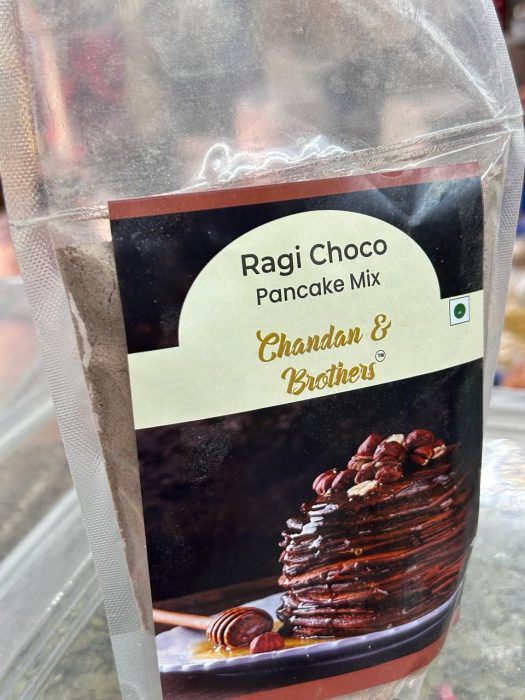 Ragi Choco
Pancake Mix
Chandan &
Brothers™